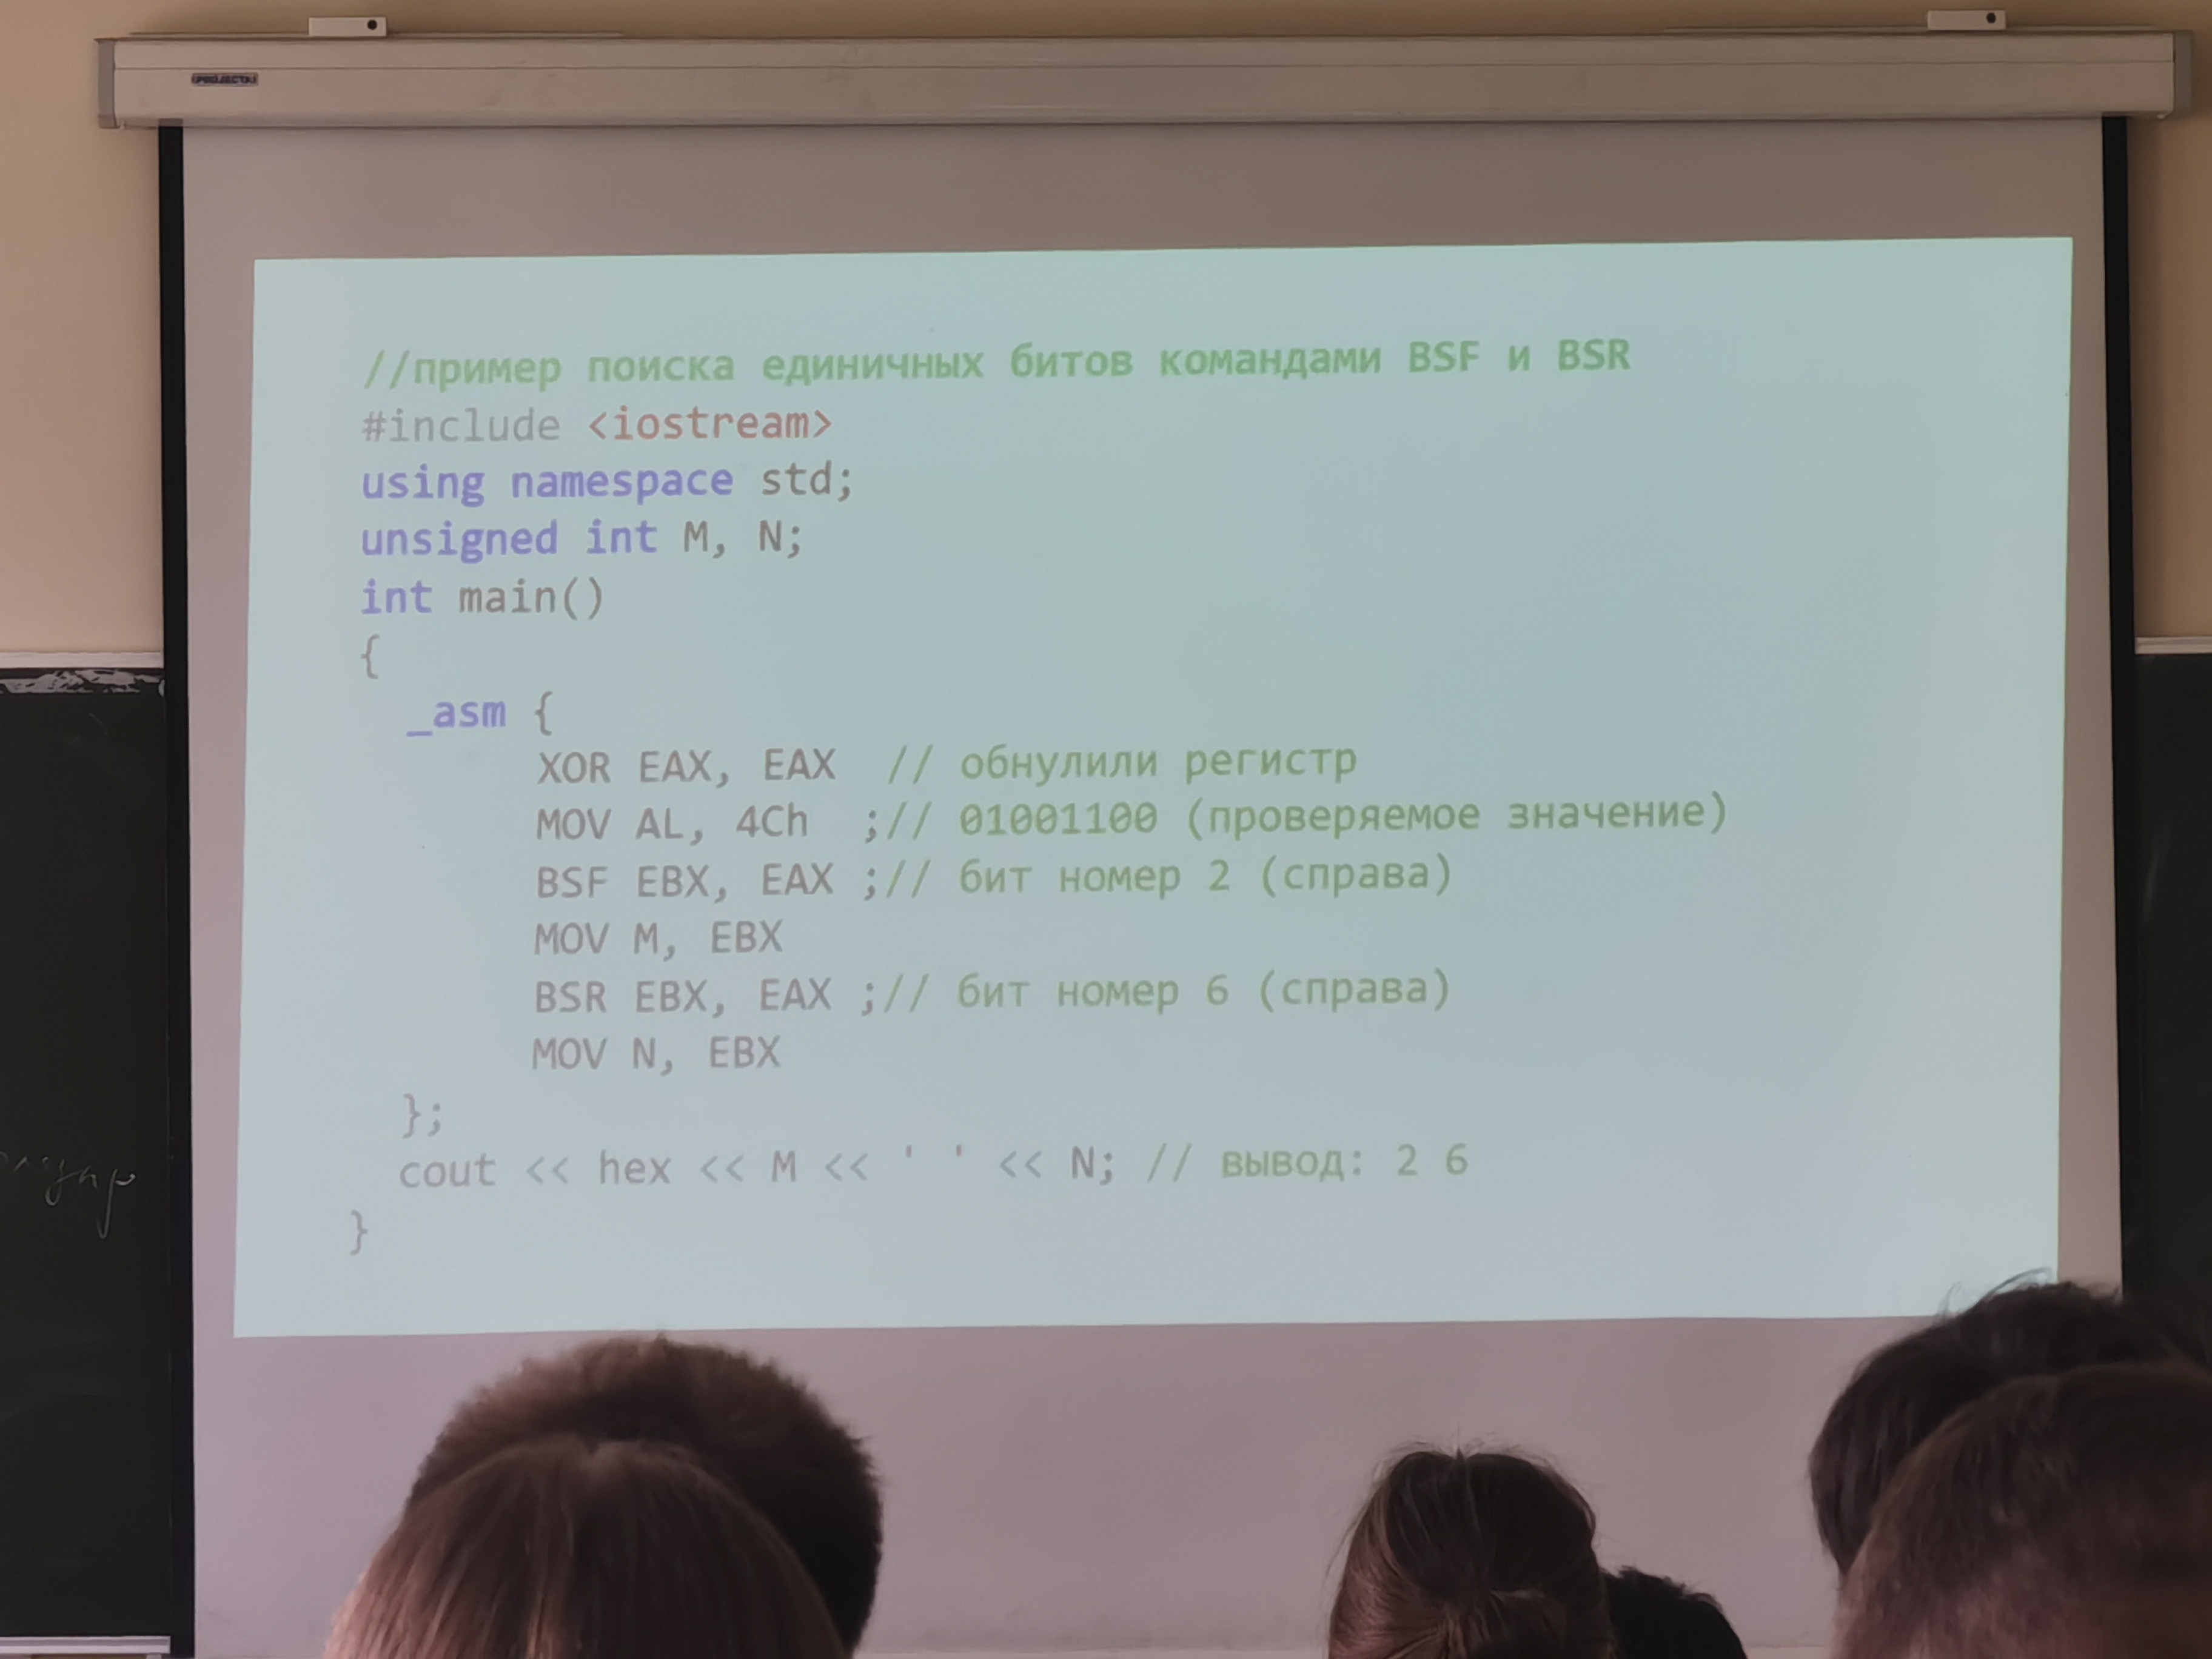 PROJECTA
//пример поиска единичных битов командами BSF и BSR
#include <iostream>
using namespace std;
unsigned int M, N;
int main()
{
_asm {
XOR EAX, EAX // обнулили регистр
MOV AL, 4Ch ;// 01001100 (проверяемое значение)
BSF EBX, EAX ;// бит номер 2 (справа)
MOV M, EBX
BSR EBX, EAX ;// бит номер 6 (справа)
MOV N, EBX
};
cout << hex << M << ' ' << N; // вывод: 2 6
}